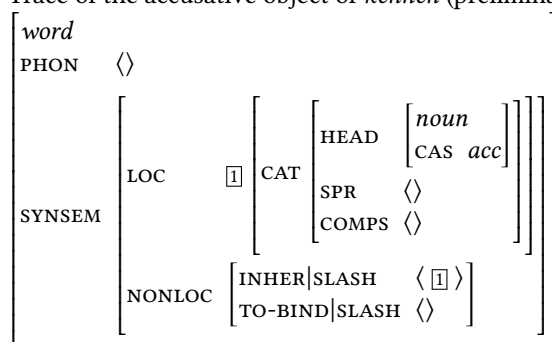 Trace of the accusative object of kennen (prelimina
word
PHON ⟨⟩
SYNSEM
LOC 1
CAT
HEAD
noun
CAS acc
SPR ⟨⟩
COMPS ⟨⟩
NONLOC
INHER|SLASH ⟨ 1 ⟩
TO-BIND|SLASH ⟨⟩